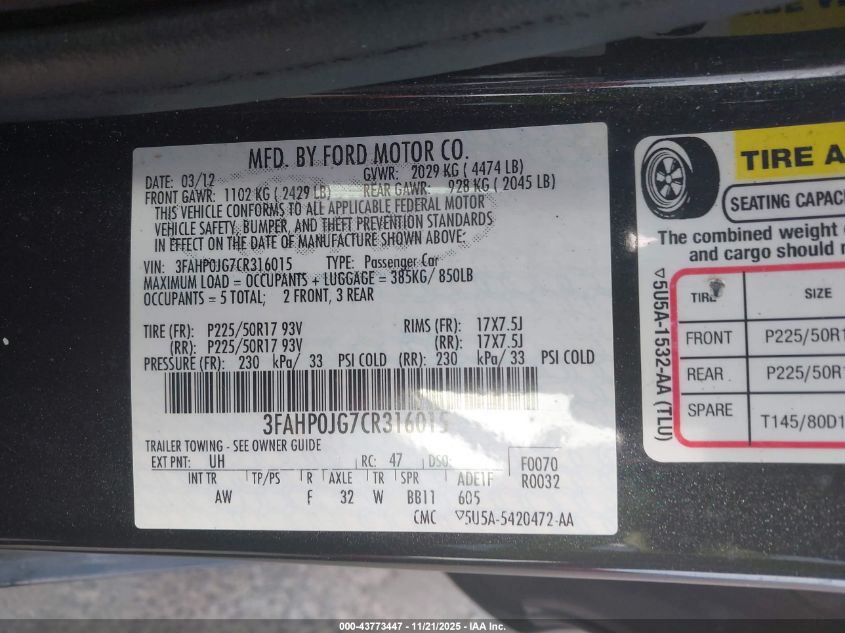 MFD. BY FORD MOTOR CO.
DATE: 03/12 GVWR: 2029 KG ( 4474 LB)
FRONT GAWR: 1102 KG ( 2429 LB) REAR GAWR: 928 KG ( 2045 LB)
THIS VEHICLE CONFORMS TO ALL APPLICABLE FEDERAL MOTOR
VEHICLE SAFETY, BUMPER, AND THEFT PREVENTION STANDARDS
IN EFFECT ON THE DATE OF MANUFACTURE SHOWN ABOVE.
VIN: 3FAHP0JG7CR316015 TYPE: Passenger Car
MAXIMUM LOAD = OCCUPANTS + LUGGAGE = 385KG/ 850LB
OCCUPANTS = 5 TOTAL; 2 FRONT, 3 REAR
TIRE (FR): P225/50R17 93V RIMS (FR): 17X7.5J
(RR): P225/50R17 93V (RR): 17X7.5J
PRESSURE (FR): 230 kPa/ 33 PSI COLD (RR): 230 kPa/ 33 PSI COLD
3FAHP0JG7CR316015
TRAILER TOWING - SEE OWNER GUIDE
EXT PNT: UH RC: 47 DSO: F0070
INT TR TP/PS R AXLE TR SPR ADE1F R0032
AW F 32 W BB11 605
CMC ▽5U5A-5420472-AA
TIRE A
SEATING CAPAC
The combined weight
and cargo should
▽5U5A-1532-AA (TLU)
TIRE SIZE
FRONT P225/50R1
REAR P225/50R1
SPARE T145/80D1
000-43773447 - 11/21/2025 - IAA Inc.